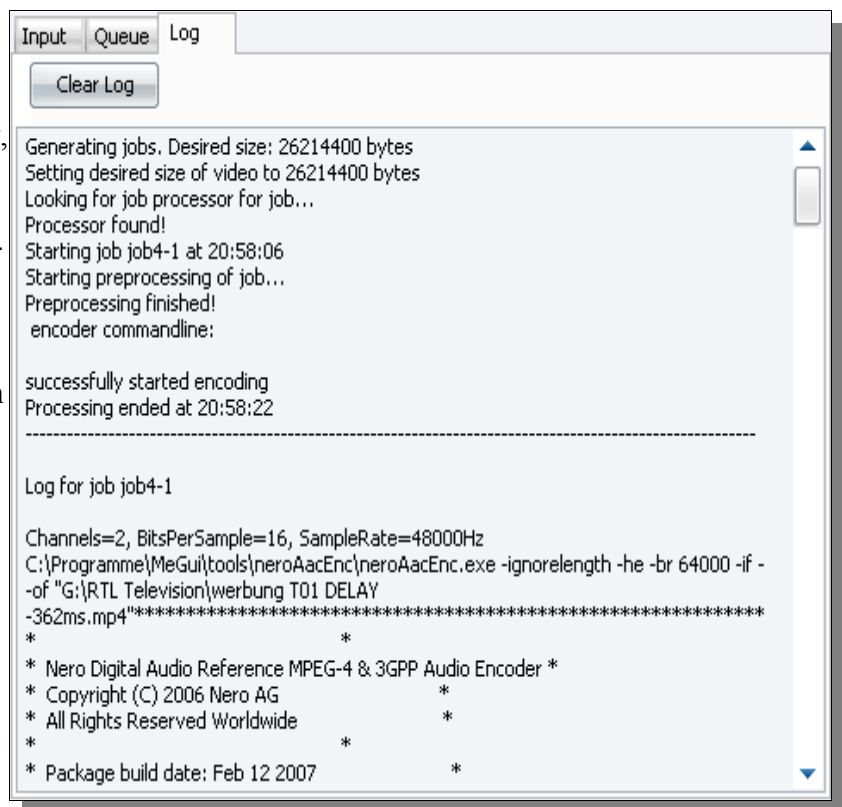 Input Queue Log
Clear Log
Generating jobs. Desired size: 26214400 bytes
Setting desired size of video to 26214400 bytes
Looking for job processor for job...
Processor found!
Starting job job4-1 at 20:58:06
Starting preprocessing of job...
Preprocessing finished!
encoder commandline:
successfully started encoding
Processing ended at 20:58:22
--------------------------------------------------------------------------------------------------------
Log for job job4-1
Channels=2, BitsPerSample=16, SampleRate=48000Hz
C:\Programme\MeGui\tools\neroAacEnc\neroAacEnc.exe -ignorelength -he -br 64000 -if -
-of "G:\RTL Television\werbung T01 DELAY
-362ms.mp4"***************************************************************
* *
* Nero Digital Audio Reference MPEG-4 & 3GPP Audio Encoder *
* Copyright (C) 2006 Nero AG *
* All Rights Reserved Worldwide *
* *
* Package build date: Feb 12 2007 *